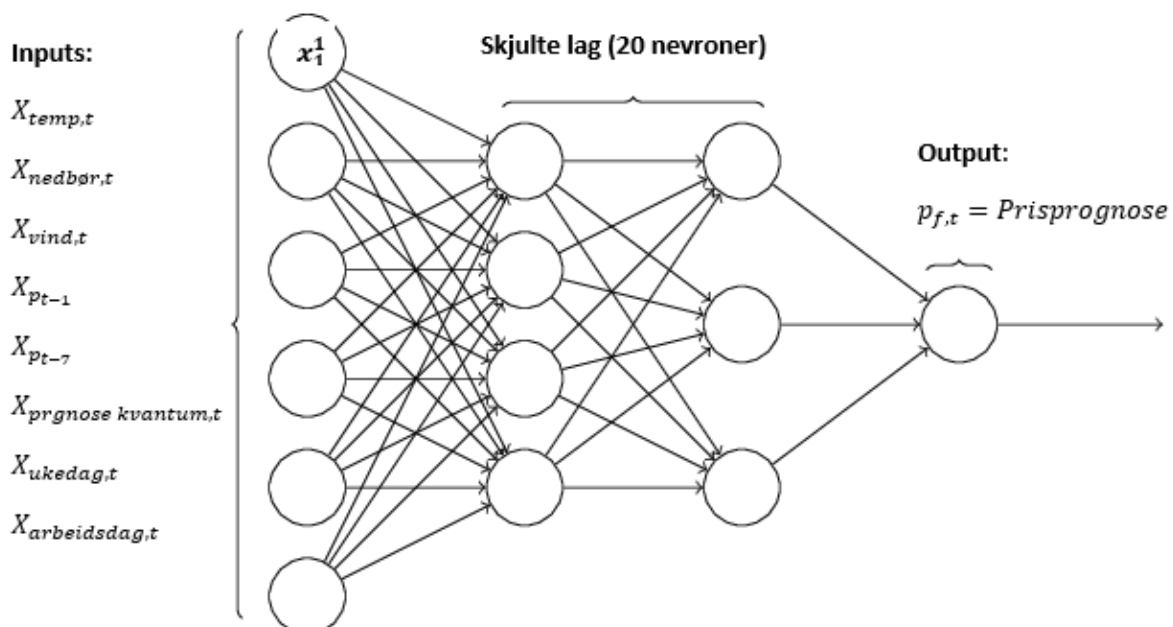 Inputs:
X_{temp,t}
X_{nedbør,t}
X_{vind,t}
X_{p_{t-1}}
X_{p_{t-7}}
X_{prgnose kvantum,t}
X_{ukedag,t}
X_{arbeidsdag,t}
x_1^1
Skjulte lag (20 nevroner)
Output:
p_{f,t} = Prisprognose